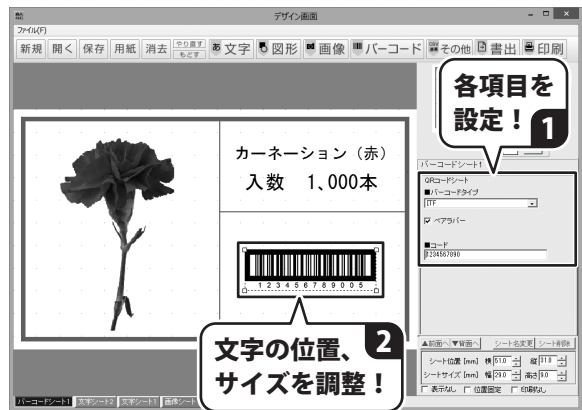 デザイン画面
ファイル(F)
新規 開く 保存 用紙 消去 やり直す もどす 文字 図形 画像 バーコード その他 書出 印刷
各項目を
設定！ 1
カーネーション（赤）
入数 1,000本
バーコードシート1
QRコードシート
■バーコードタイプ
ITF
ベアラバー
■コード
1234567890
1 2 3 4 5 6 7 8 9 0 0 5
文字の位置、 2
サイズを調整！
▲前面へ ▼背面へ シート名変更 シート削除
シート位置 [mm] 横 51.0 縦 31.0
シートサイズ [mm] 幅 29.0 高さ 9.0
表示なし 位置固定 印刷なし
バーコードシート1 文字シート2 文字シート1 画像シート